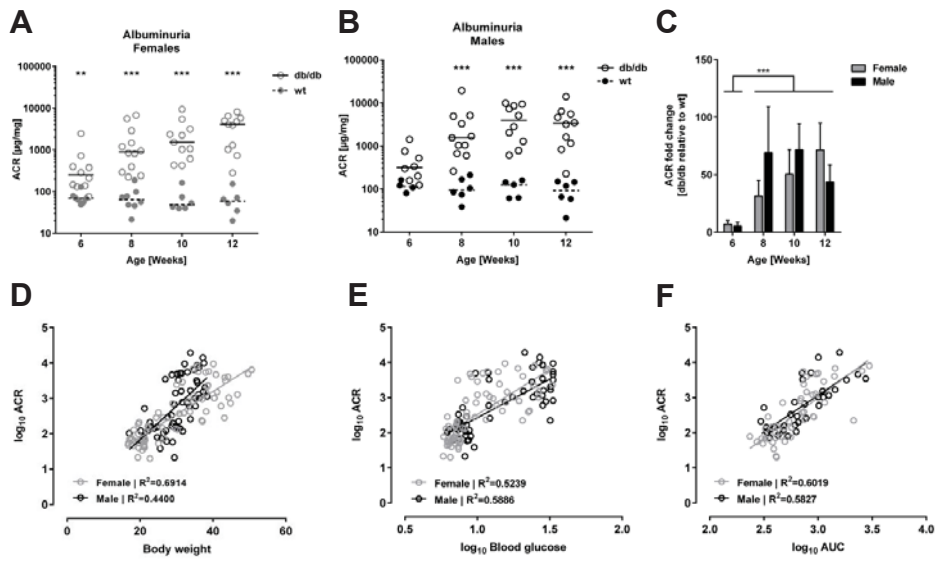 A
Albuminuria
Females
ACR [µg/mg]
100000
10000
1000
100
10
** *** *** ***
db/db
wt
6 8 10 12
Age [Weeks]
B
Albuminuria
Males
ACR [µg/mg]
100000
10000
1000
100
10
*** *** ***
db/db
wt
6 8 10 12
Age [Weeks]
C
ACR fold change
[db/db relative to wt]
150
100
50
0
***
Female
Male
6 8 10 12
Age [Weeks]
D
log10 ACR
5
4
3
2
1
0
Female | R²=0.6914
Male | R²=0.4400
0 20 40 60
Body weight
E
log10 ACR
5
4
3
2
1
0
Female | R²=0.5239
Male | R²=0.5886
0.5 1.0 1.5 2.0
log10 Blood glucose
F
log10 ACR
5
4
3
2
1
0
Female | R²=0.6019
Male | R²=0.5827
2.0 2.5 3.0 3.5 4.0
log10 AUC